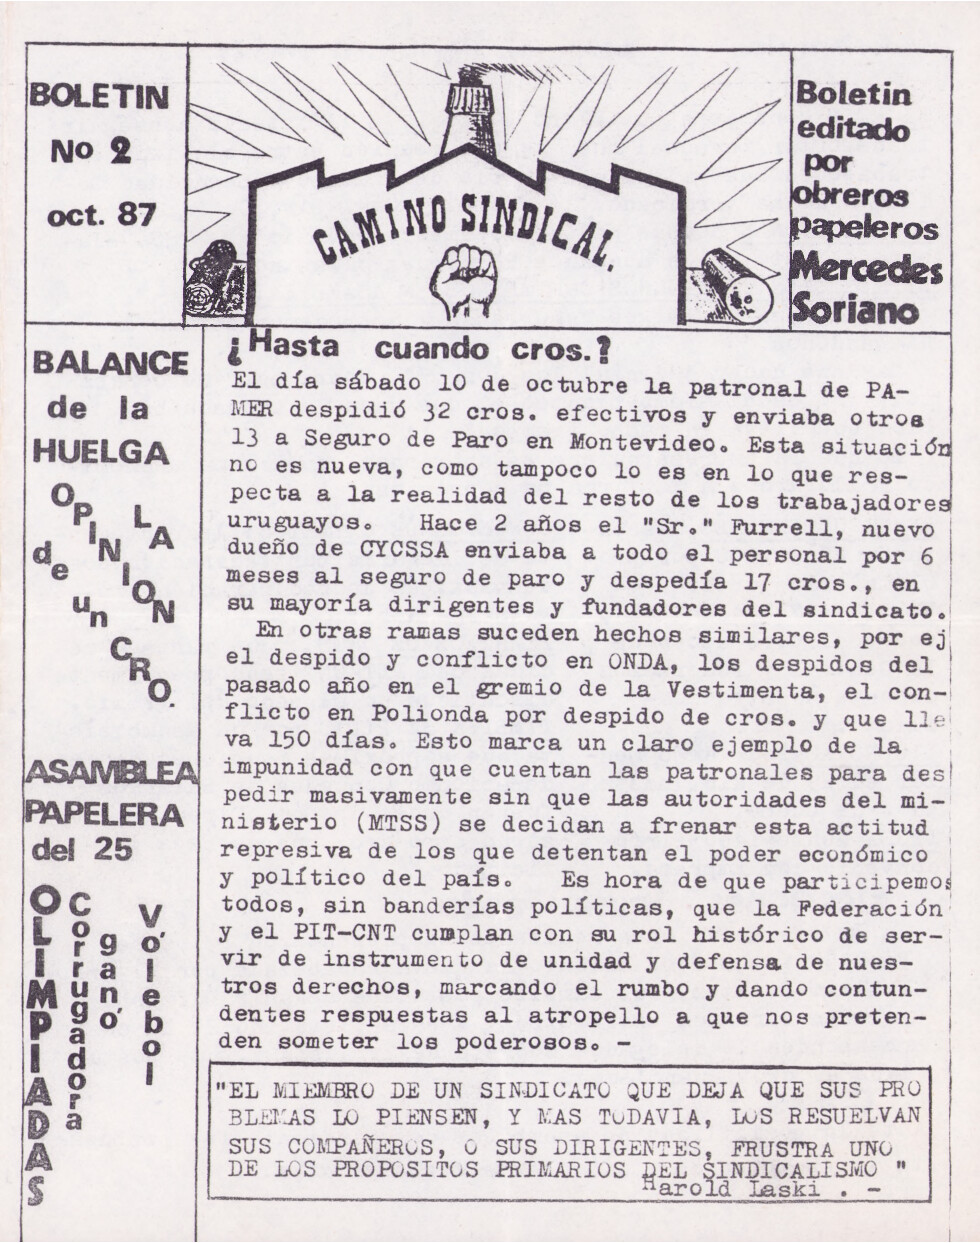 BOLETIN
No 2
oct. 87
CAMINO SINDICAL.
Boletin
editado
por
obreros
papeleros
Mercedes
Soriano
BALANCE
de la
HUELGA
OPINION
de un
CRO.
LA
ASAMBLEA
PAPELERA
del 25
OLIMPIADAS
Corrugadora
ganó
Vólebol
¿Hasta cuando cros.?
El día sábado 10 de octubre la patronal de PA-
MER despidió 32 cros. efectivos y enviaba otros
13 a Seguro de Paro en Montevideo. Esta situación
no es nueva, como tampoco lo es en lo que res-
pecta a la realidad del resto de los trabajadores
uruguayos. Hace 2 años el "Sr." Furrell, nuevo
dueño de CYCSSA enviaba a todo el personal por 6
meses al seguro de paro y despedía 17 cros., en
su mayoría dirigentes y fundadores del sindicato.
En otras ramas suceden hechos similares, por ej
el despido y conflicto en ONDA, los despidos del
pasado año en el gremio de la Vestimenta, el con-
flicto en Polionda por despido de cros. y que lle
va 150 días. Esto marca un claro ejemplo de la
impunidad con que cuentan las patronales para des
pedir masivamente sin que las autoridades del mi-
nisterio (MTSS) se decidan a frenar esta actitud
represiva de los que detentan el poder económico
y político del país. Es hora de que participemos
todos, sin banderías políticas, que la Federación
y el PIT-CNT cumplan con su rol histórico de ser-
vir de instrumento de unidad y defensa de nues-
tros derechos, marcando el rumbo y dando contun-
dentes respuestas al atropello a que nos preten-
den someter los poderosos. -
"EL MIEMBRO DE UN SINDICATO QUE DEJA QUE SUS PRO
BLEMAS LO PIENSEN, Y MAS TODAVIA, LOS RESUELVAN
SUS COMPAÑEROS, O SUS DIRIGENTES, FRUSTRA UNO
DE LOS PROPOSITOS PRIMARIOS DEL SINDICALISMO "
Harold Laski . -